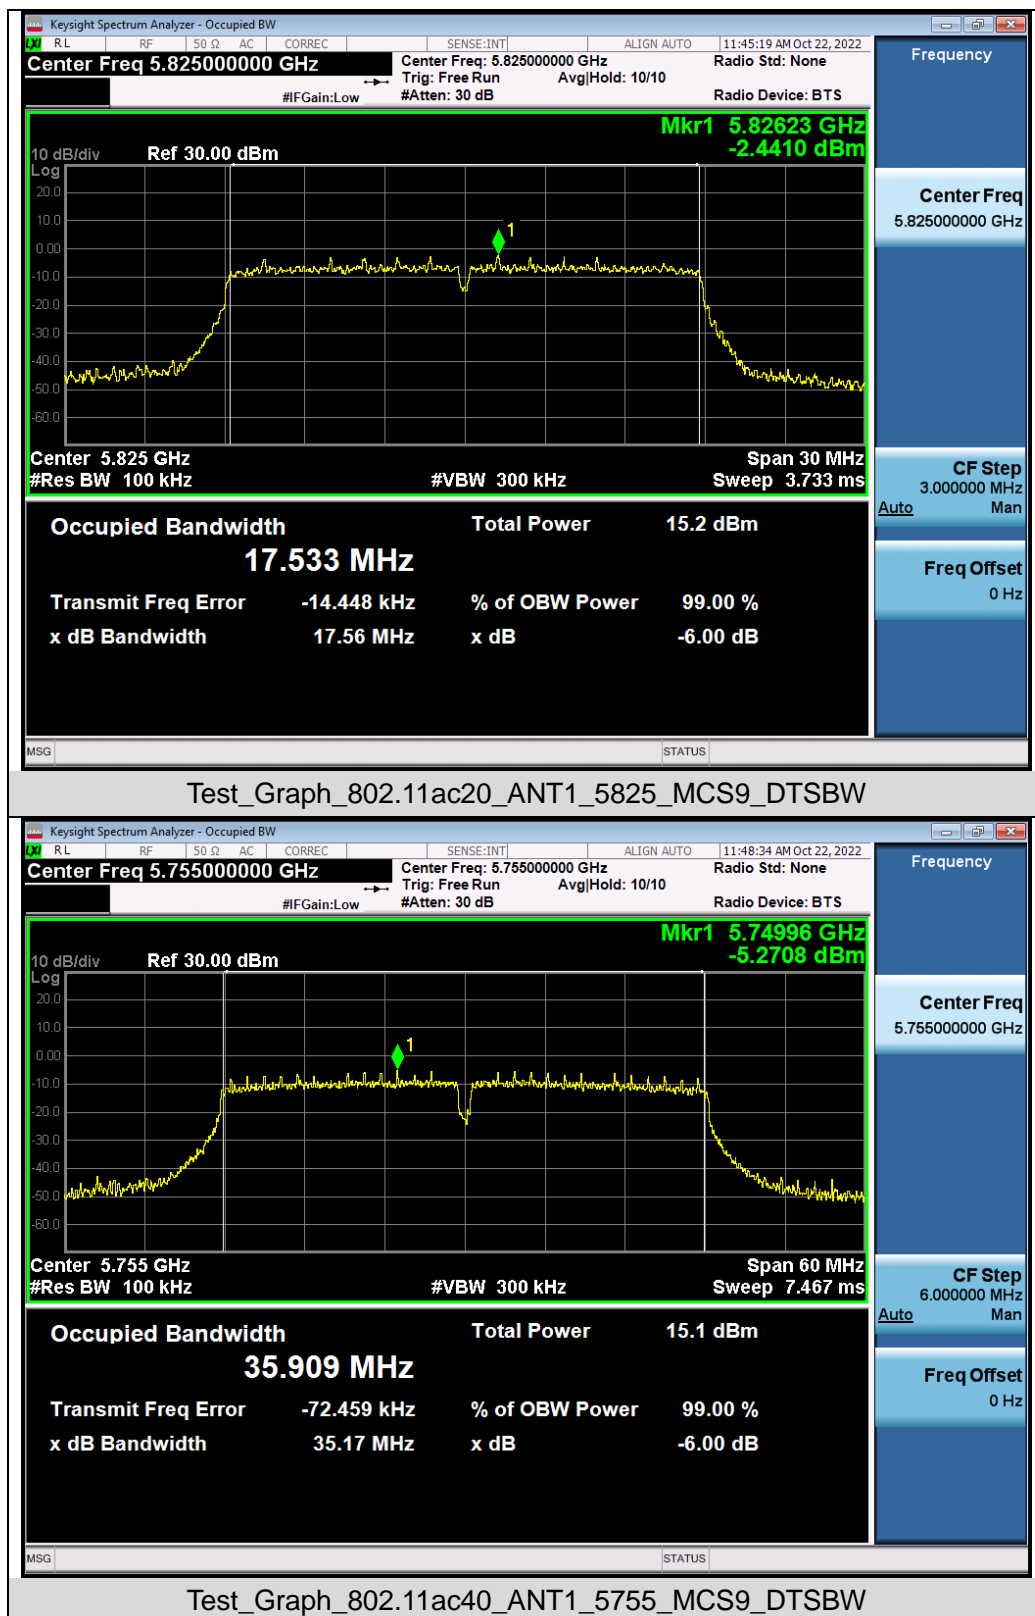 Keysight Spectrum Analyzer - Occupied BW
LXI RL RF 50 Ω AC CORREC SENSE:INT ALIGN AUTO 11:45:19 AM Oct 22, 2022
Center Freq 5.825000000 GHz
Center Freq: 5.825000000 GHz
Radio Std: None
Trig: Free Run Avg|Hold: 10/10
#IFGain:Low
#Atten: 30 dB
Radio Device: BTS
Frequency
Mkr1 5.82623 GHz
-2.4410 dBm
10 dB/div Ref 30.00 dBm
Log
20.0
10.0
0.00
-10.0
-20.0
-30.0
-40.0
-50.0
-60.0
1
Center 5.825 GHz
Span 30 MHz
#Res BW 100 kHz
#VBW 300 kHz
Sweep 3.733 ms
Center Freq
5.825000000 GHz
CF Step
3.000000 MHz
Auto Man
Freq Offset
0 Hz
Occupied Bandwidth
Total Power 15.2 dBm
17.533 MHz
Transmit Freq Error -14.448 kHz % of OBW Power 99.00 %
x dB Bandwidth 17.56 MHz x dB -6.00 dB
MSG STATUS
Test_Graph_802.11ac20_ANT1_5825_MCS9_DTSBW
Keysight Spectrum Analyzer - Occupied BW
LXI RL RF 50 Ω AC CORREC SENSE:INT ALIGN AUTO 11:48:34 AM Oct 22, 2022
Center Freq 5.755000000 GHz
Center Freq: 5.755000000 GHz
Radio Std: None
Trig: Free Run Avg|Hold: 10/10
#IFGain:Low
#Atten: 30 dB
Radio Device: BTS
Frequency
Mkr1 5.74996 GHz
-5.2708 dBm
10 dB/div Ref 30.00 dBm
Log
20.0
10.0
0.00
-10.0
-20.0
-30.0
-40.0
-50.0
-60.0
1
Center 5.755 GHz
Span 60 MHz
#Res BW 100 kHz
#VBW 300 kHz
Sweep 7.467 ms
Center Freq
5.755000000 GHz
CF Step
6.000000 MHz
Auto Man
Freq Offset
0 Hz
Occupied Bandwidth
Total Power 15.1 dBm
35.909 MHz
Transmit Freq Error -72.459 kHz % of OBW Power 99.00 %
x dB Bandwidth 35.17 MHz x dB -6.00 dB
MSG STATUS
Test_Graph_802.11ac40_ANT1_5755_MCS9_DTSBW